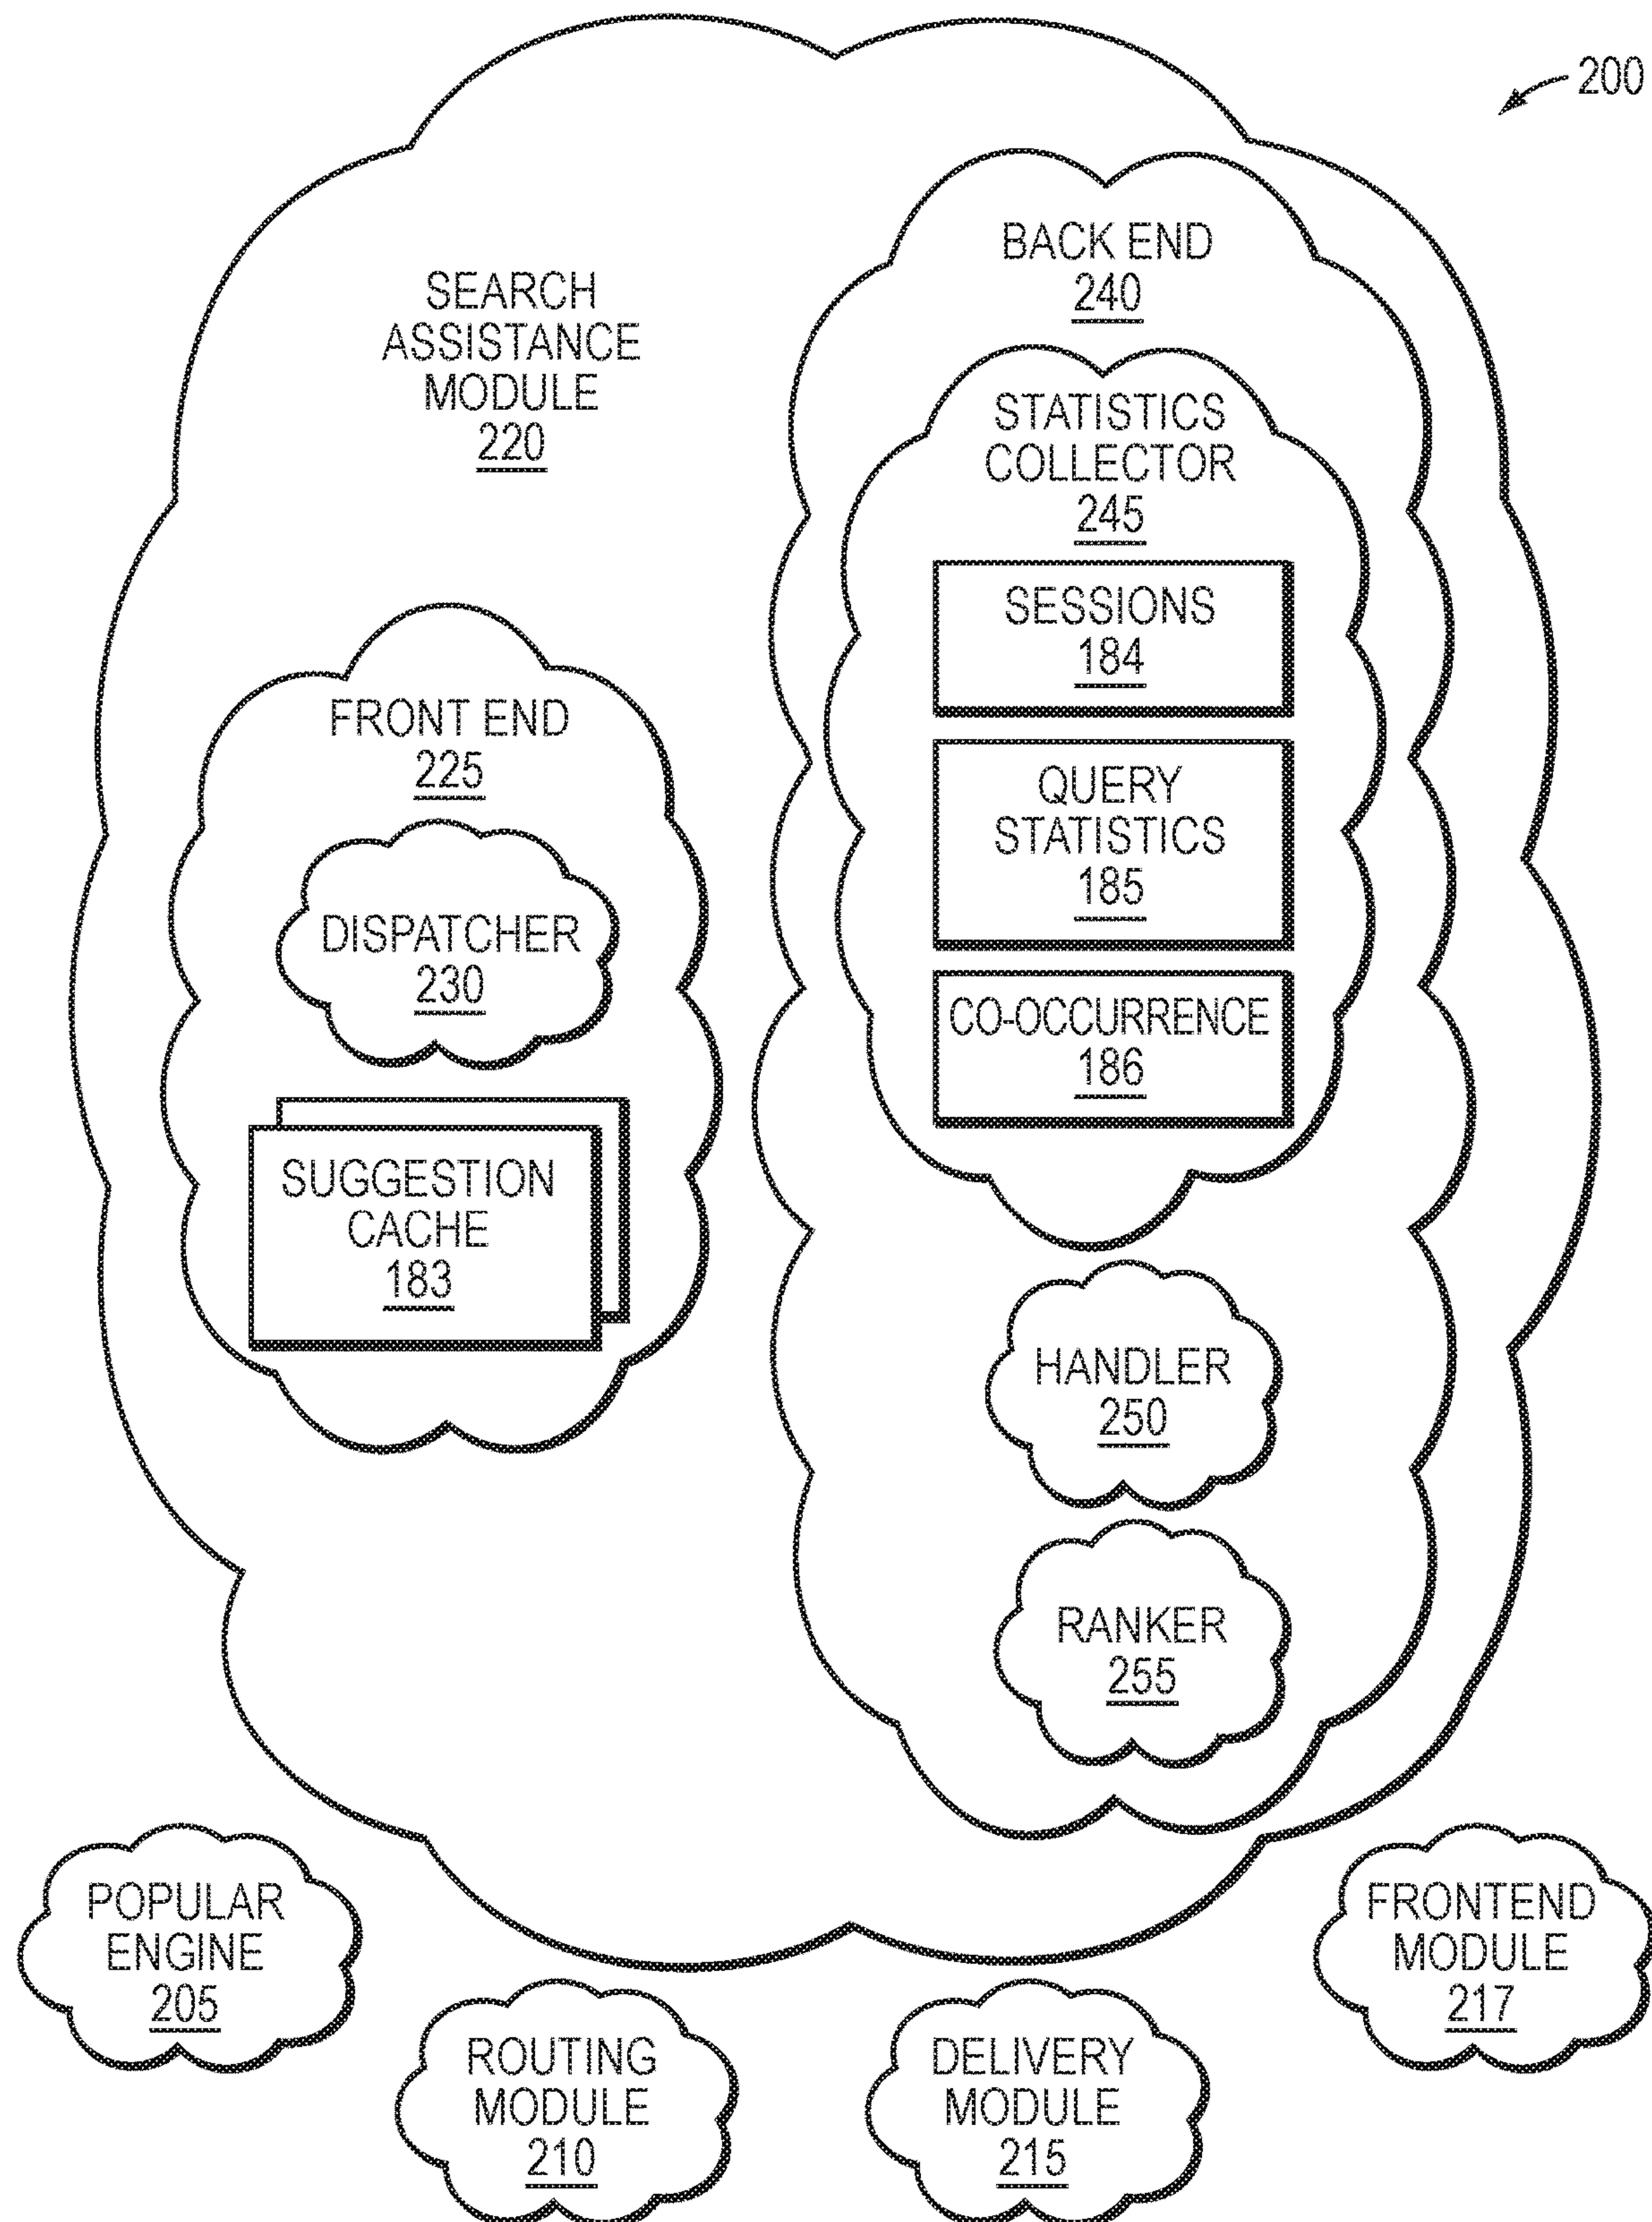 200
SEARCH
ASSISTANCE
MODULE
220
BACK END
240
STATISTICS
COLLECTOR
245
SESSIONS
184
QUERY
STATISTICS
185
CO-OCCURRENCE
186
FRONT END
225
DISPATCHER
230
SUGGESTION
CACHE
183
HANDLER
250
RANKER
255
POPULAR
ENGINE
205
ROUTING
MODULE
210
DELIVERY
MODULE
215
FRONTEND
MODULE
217